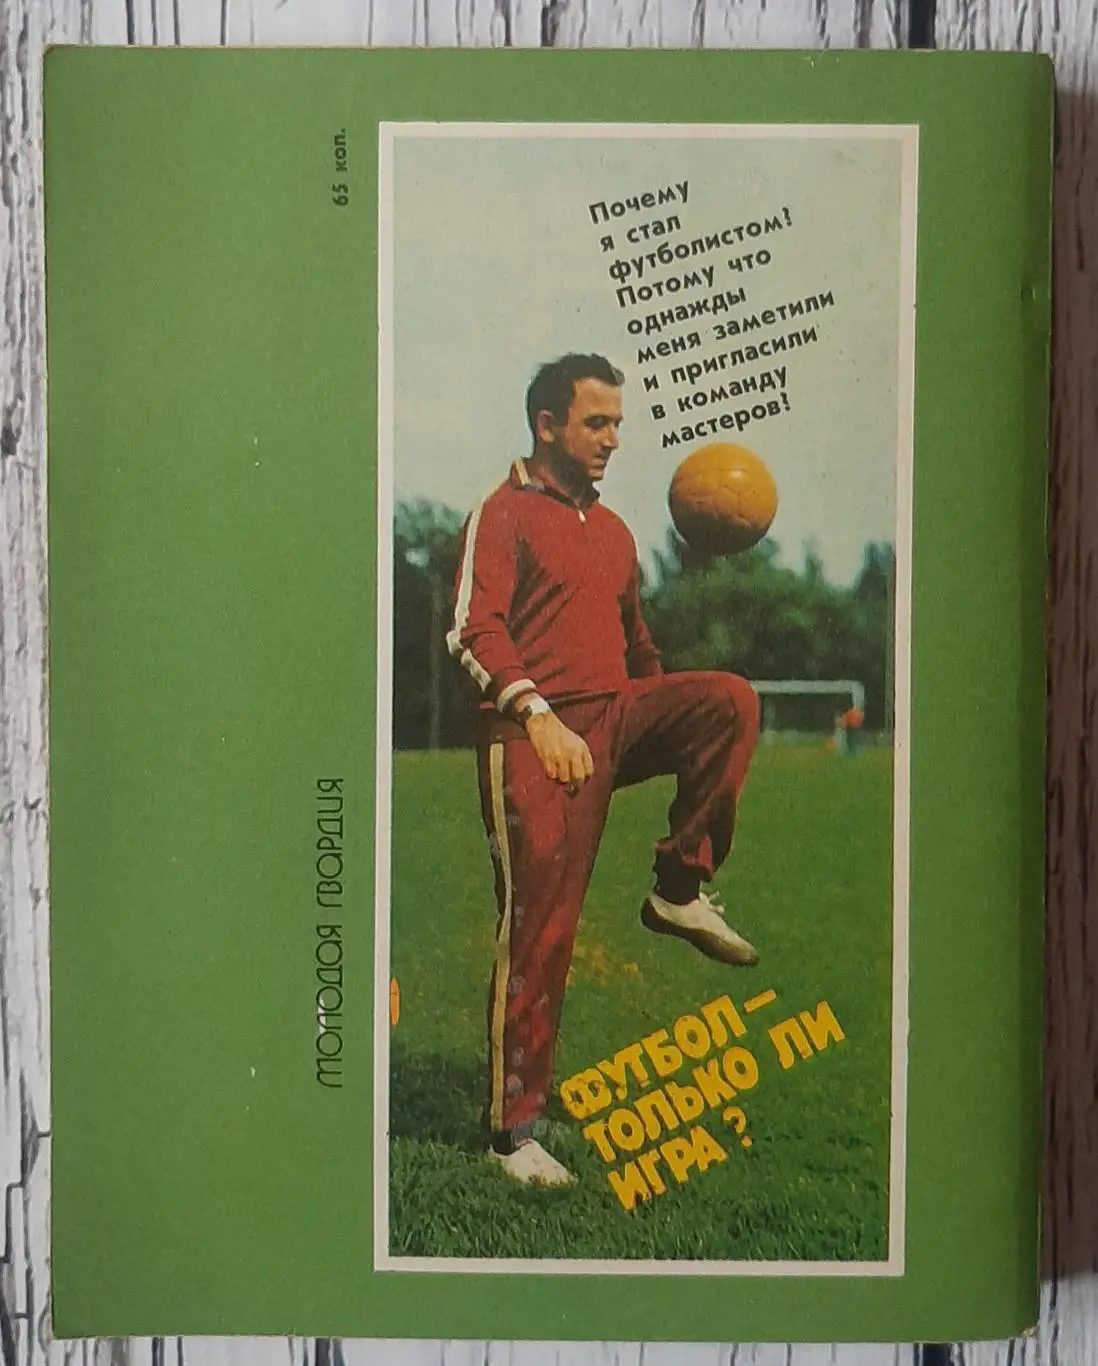 65 коп.
Почему
я стал
футболистом?
Потому что
однажды
меня заметили
и пригласили
в команду
мастеров?
МОЛОДАЯ ГВАРДИЯ
ФУТБОЛ—
ТОЛЬКО ЛИ
ИГРА?